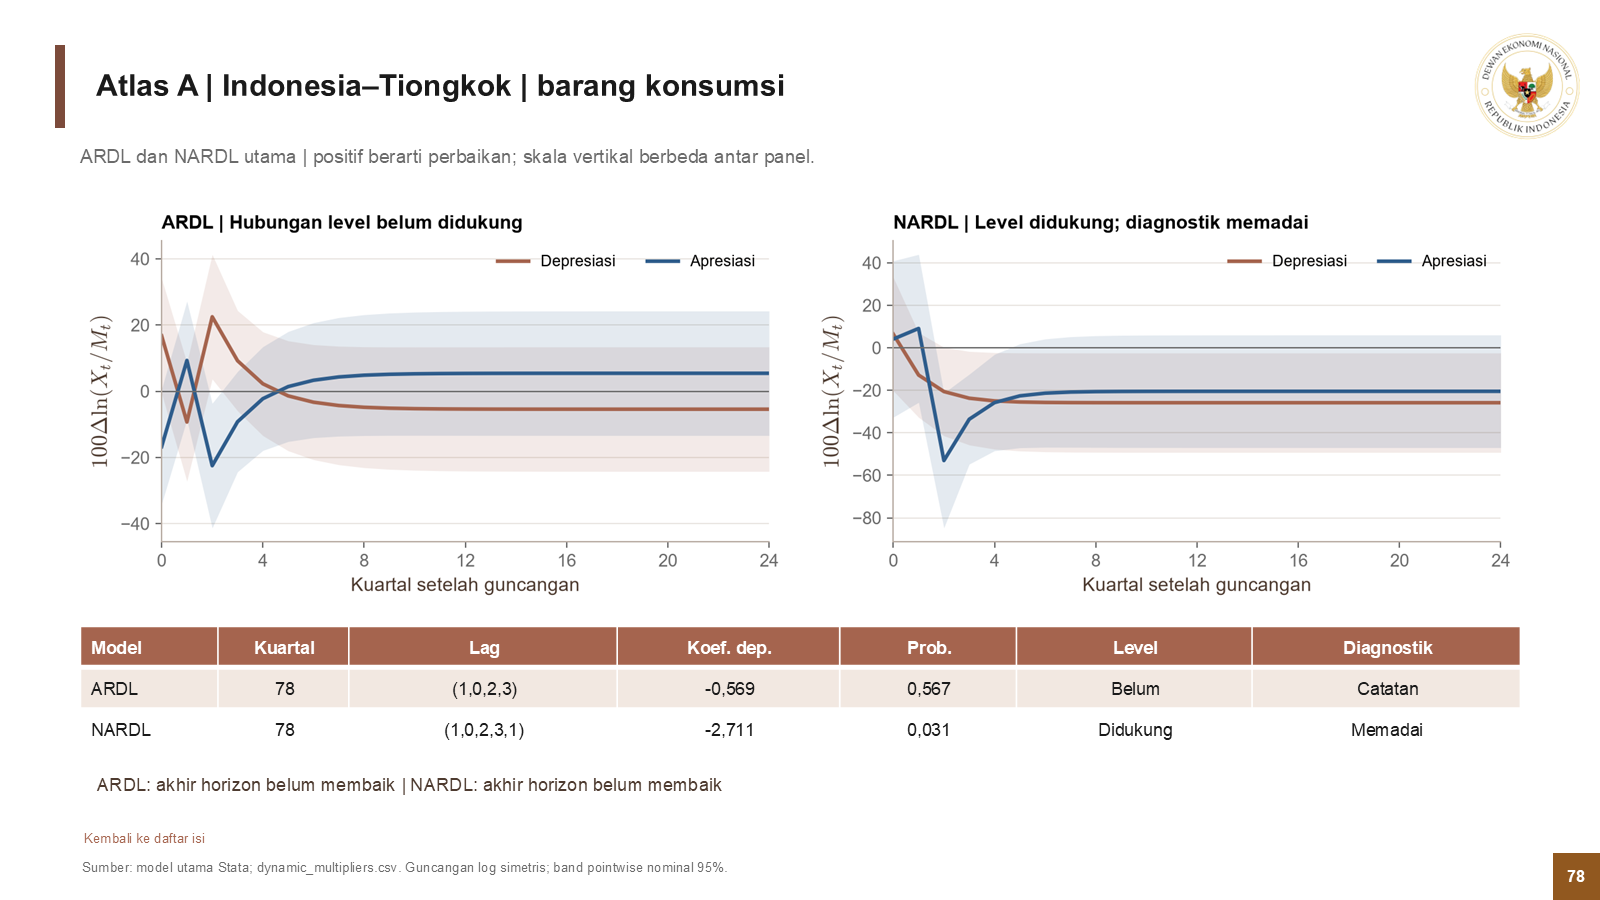 Atlas A | Indonesia–Tiongkok | barang konsumsi
DEWAN EKONOMI NASIONAL
REPUBLIK INDONESIA
ARDL dan NARDL utama | positif berarti perbaikan; skala vertikal berbeda antar panel.
ARDL | Hubungan level belum didukung
Depresiasi Apresiasi
100Δln(Xt/Mt)
40
20
0
−20
−40
0 4 8 12 16 20 24
Kuartal setelah guncangan
NARDL | Level didukung; diagnostik memadai
Depresiasi Apresiasi
100Δln(Xt/Mt)
40
20
0
−20
−40
−60
−80
0 4 8 12 16 20 24
Kuartal setelah guncangan
Model Kuartal Lag Koef. dep. Prob. Level Diagnostik
ARDL 78 (1,0,2,3) -0,569 0,567 Belum Catatan
NARDL 78 (1,0,2,3,1) -2,711 0,031 Didukung Memadai
ARDL: akhir horizon belum membaik | NARDL: akhir horizon belum membaik
Kembali ke daftar isi
Sumber: model utama Stata; dynamic_multipliers.csv. Guncangan log simetris; band pointwise nominal 95%.
78